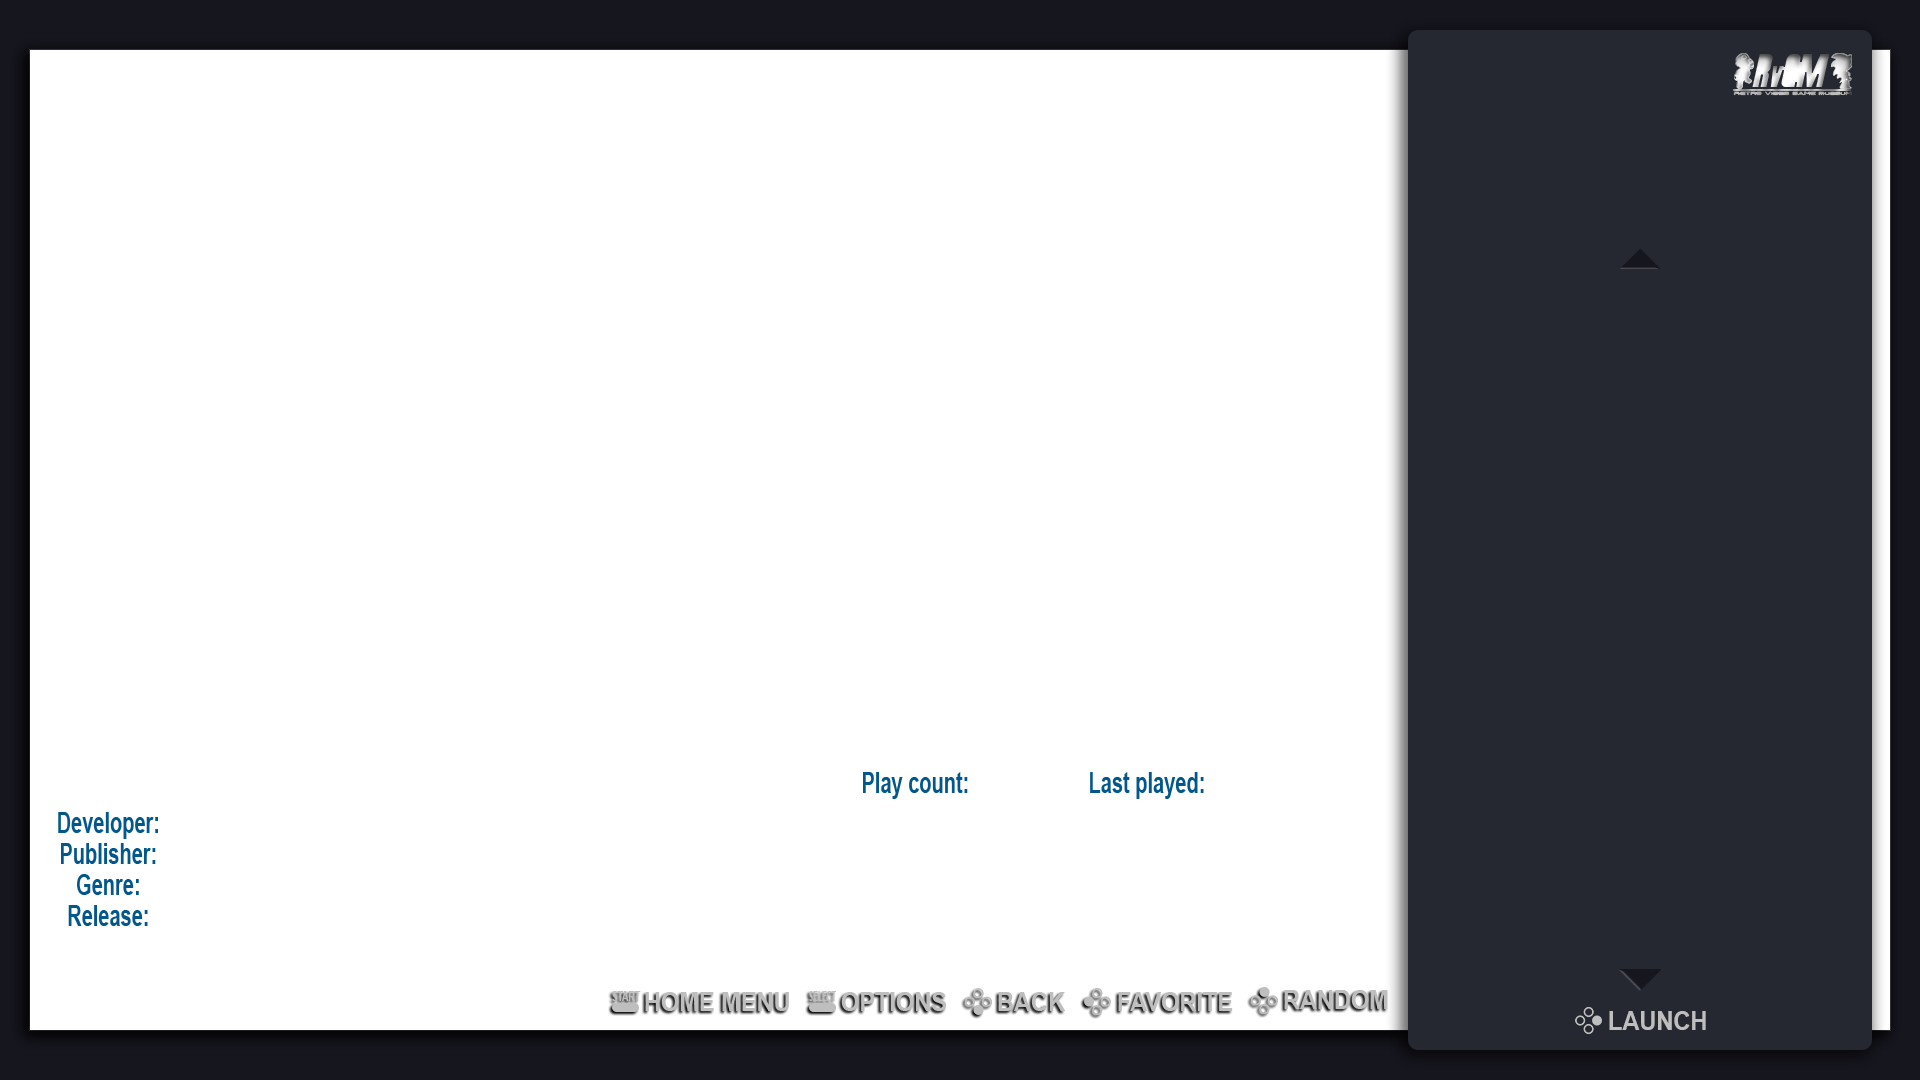 RVGM
RETRO VIDEO GAME MUSEUM
Play count: Last played:
Developer:
Publisher:
Genre:
Release:
START HOME MENU SELECT OPTIONS BACK FAVORITE RANDOM
LAUNCH